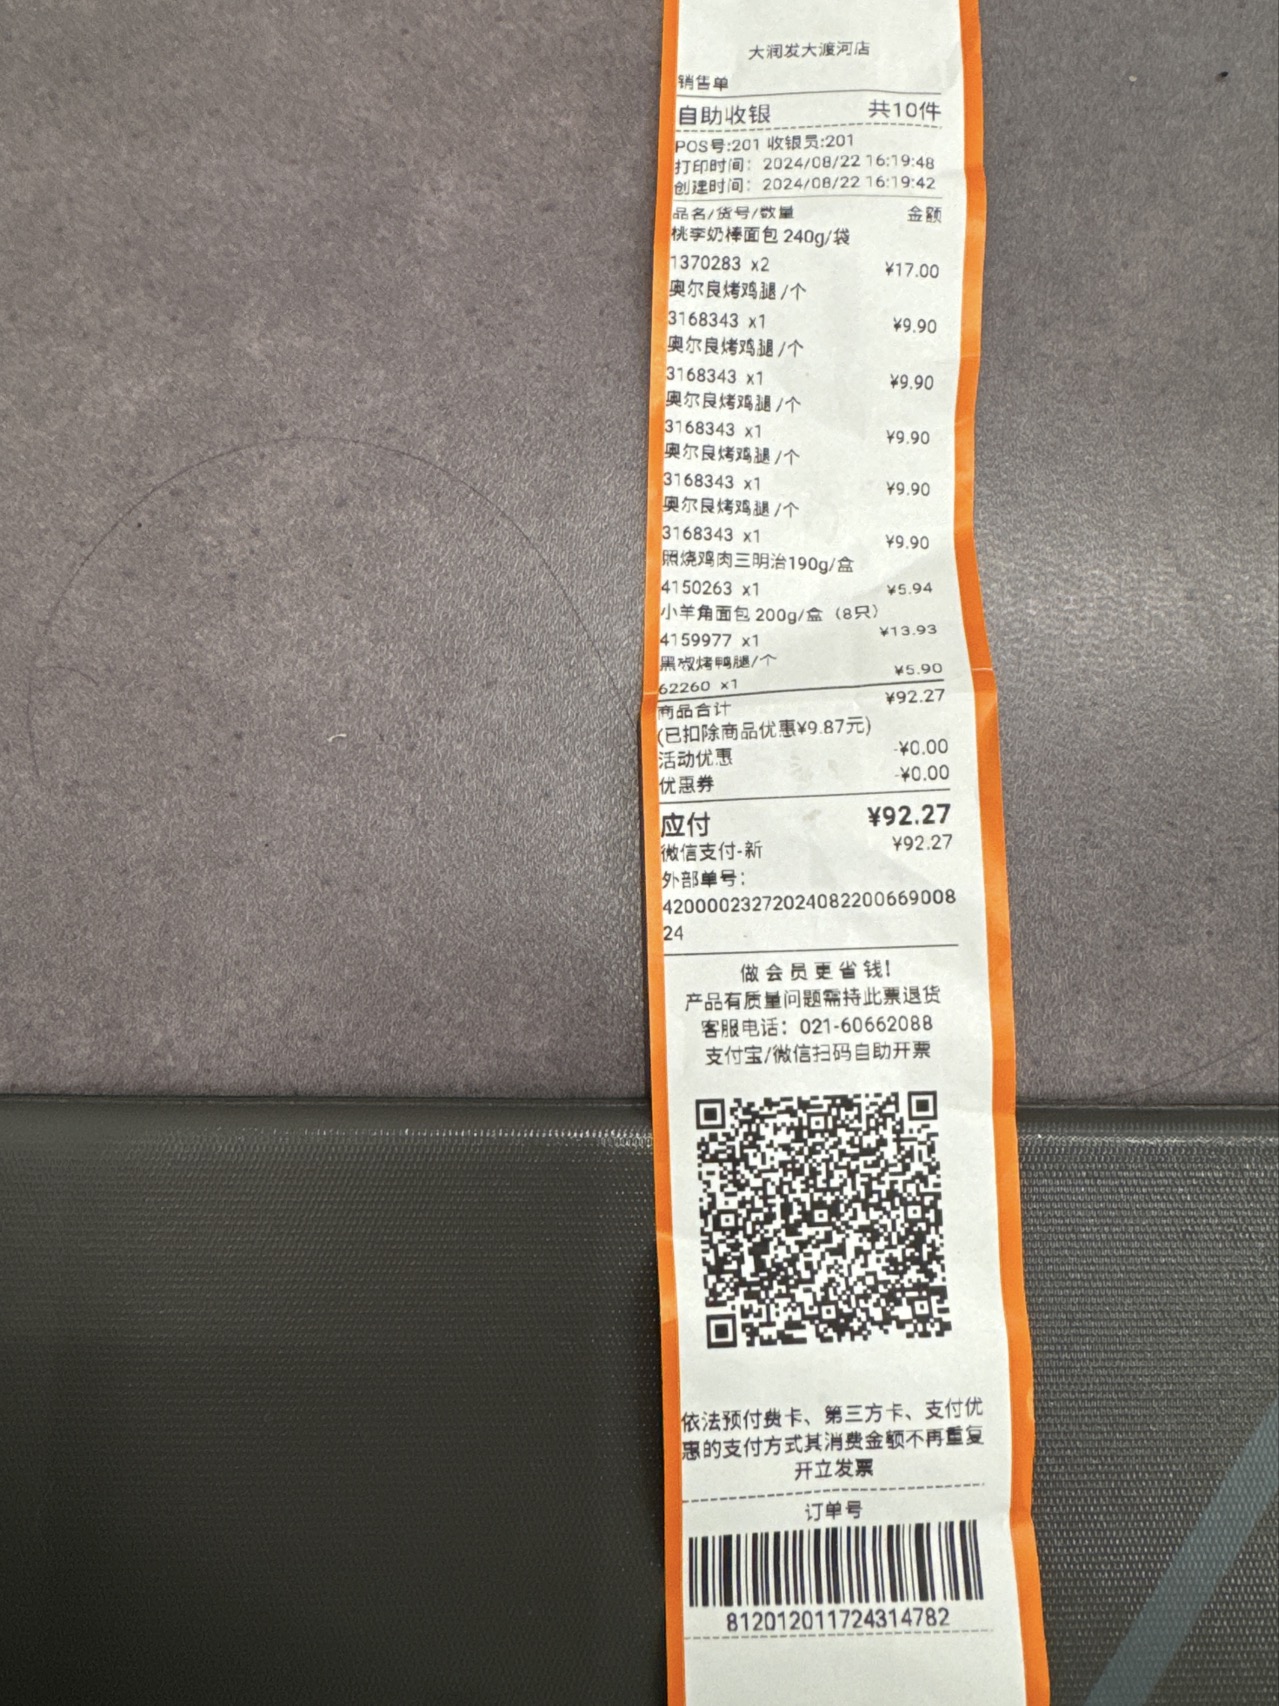 大润发大渡河店
销售单
自助收银 共10件
POS号:201 收银员:201
打印时间: 2024/08/22 16:19:48
创建时间: 2024/08/22 16:19:42
品名/货号/数量 金额
桃李奶棒面包 240g/袋
1370283 x2 ¥17.00
奥尔良烤鸡腿/个
3168343 x1 ¥9.90
奥尔良烤鸡腿/个
3168343 x1 ¥9.90
奥尔良烤鸡腿/个
3168343 x1 ¥9.90
奥尔良烤鸡腿/个
3168343 x1 ¥9.90
奥尔良烤鸡腿/个
3168343 x1 ¥9.90
照烧鸡肉三明治190g/盒
4150263 x1 ¥5.94
小羊角面包 200g/盒（8只）
4159977 x1 ¥13.93
黑椒烤鸭腿/个
62260 x1 ¥5.90
商品合计 ¥92.27
(已扣除商品优惠¥9.87元)
活动优惠 -¥0.00
优惠券 -¥0.00
应付 ¥92.27
微信支付-新 ¥92.27
外部单号:
42000023272024082200669008
24
做会员更省钱!
产品有质量问题需持此票退货
客服电话: 021-60662088
支付宝/微信扫码自助开票
依法预付费卡、第三方卡、支付优
惠的支付方式其消费金额不再重复
开立发票
订单号
812012011724314782